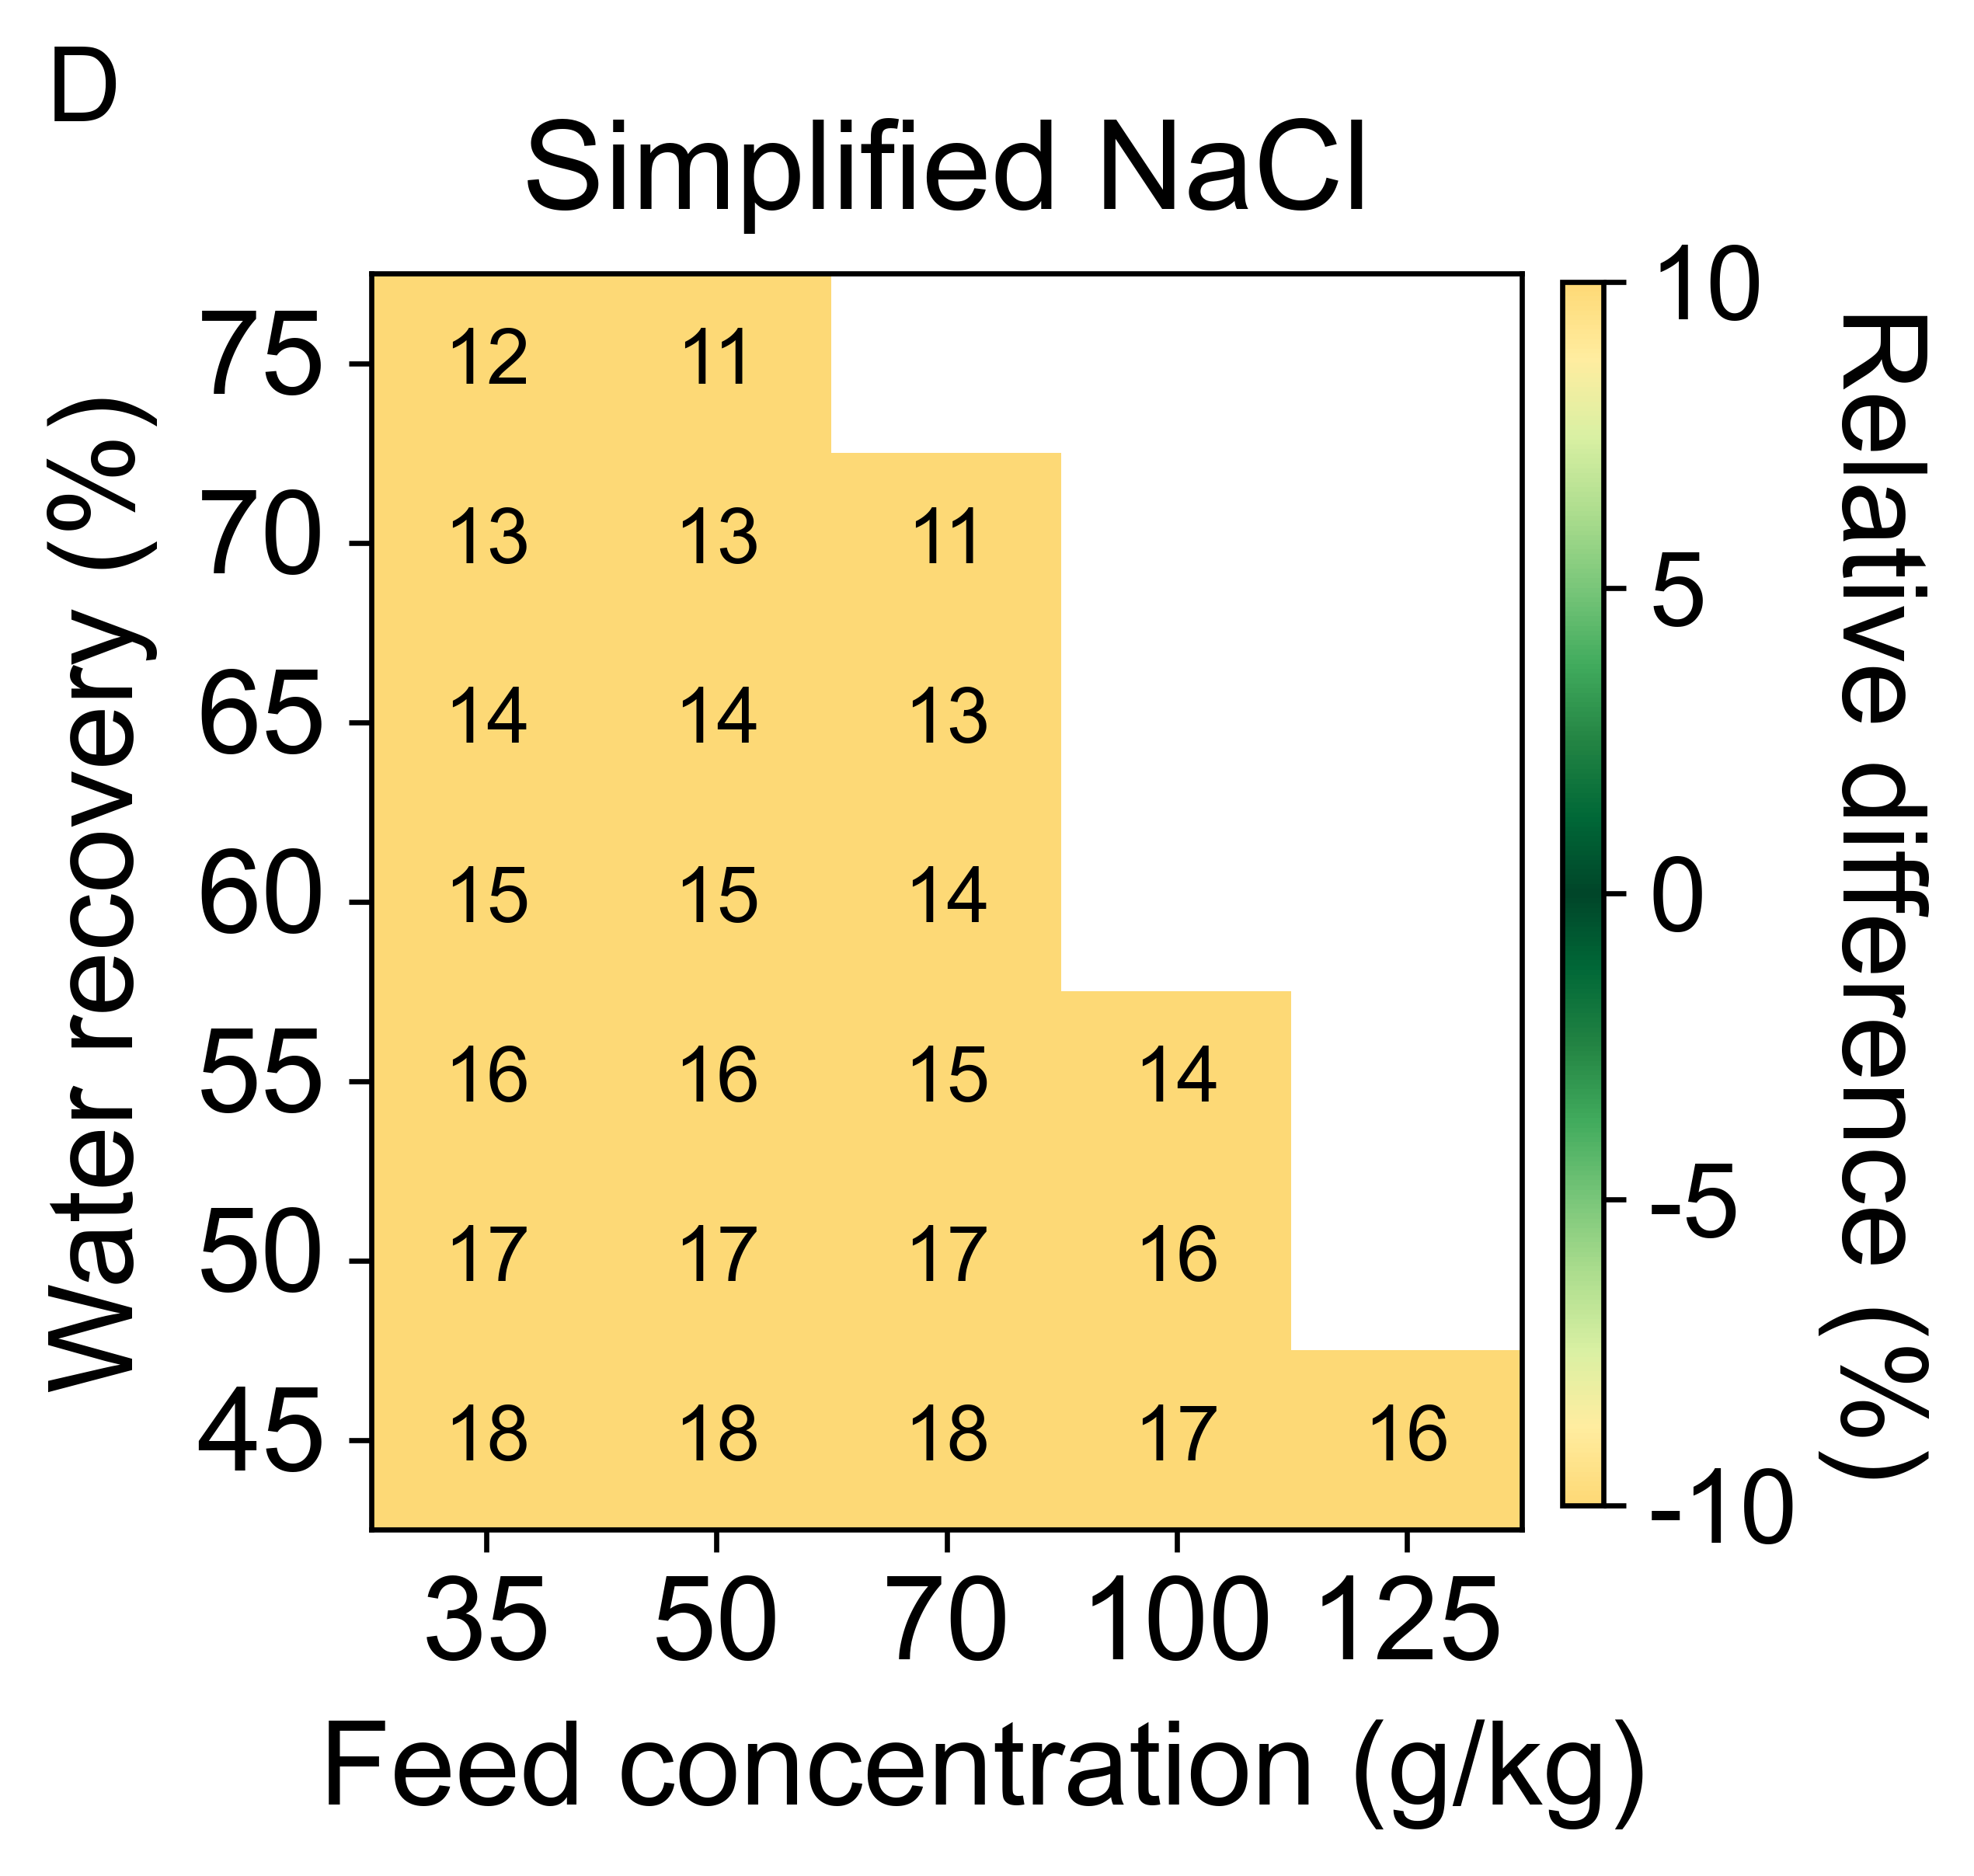 D
Simplified NaCl
Water recovery (%)
75 12 11
70 13 13 11
65 14 14 13
60 15 15 14
55 16 16 15 14
50 17 17 17 16
45 18 18 18 17 16
35 50 70 100 125
Feed concentration (g/kg)
10
5
0
-5
-10
Relative difference (%)